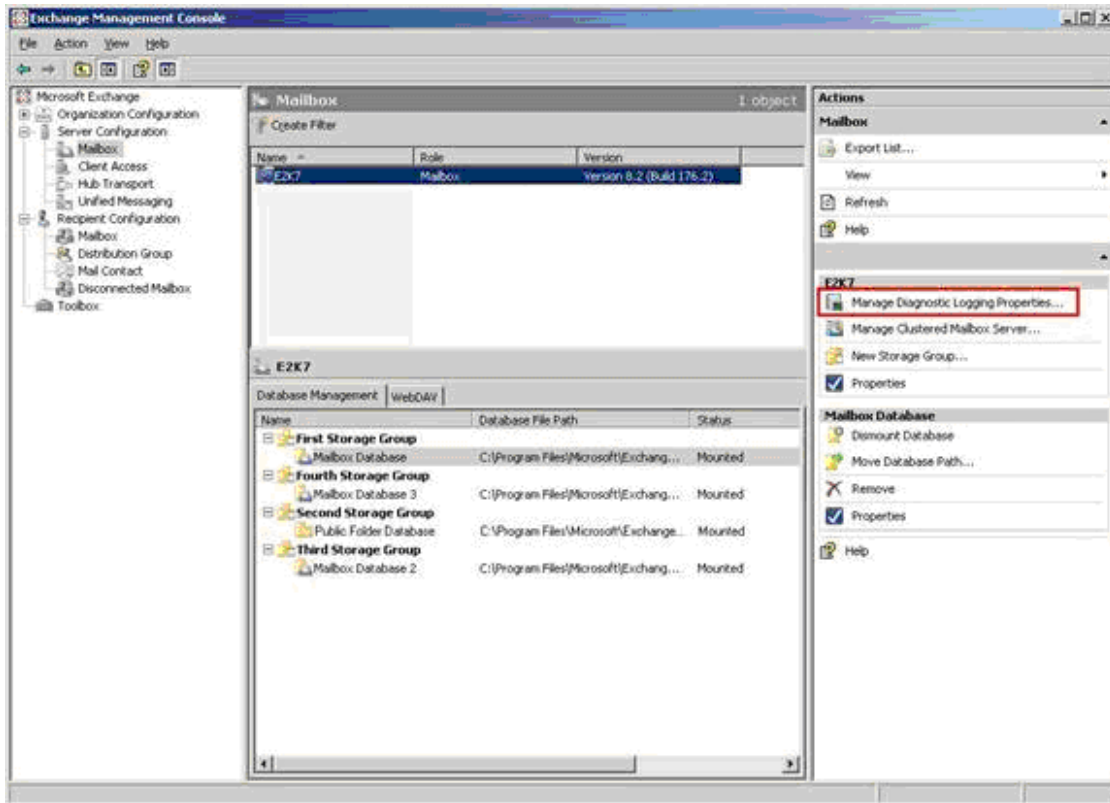 Exchange Management Console
File Action View Help
Microsoft Exchange
Organization Configuration
Server Configuration
Mailbox
Client Access
Hub Transport
Unified Messaging
Recipient Configuration
Mailbox
Distribution Group
Mail Contact
Disconnected Mailbox
Toolbox
Mailbox 1 object
Create Filter
Name Role Version
E2K7 Mailbox Version 8.2 (Build 176.2)
E2K7
Database Management WebDAV
Name Database File Path Status
First Storage Group
Mailbox Database C:\Program Files\Microsoft\Exchang... Mounted
Fourth Storage Group
Mailbox Database 3 C:\Program Files\Microsoft\Exchang... Mounted
Second Storage Group
Public Folder Database C:\Program Files\Microsoft\Exchange... Mounted
Third Storage Group
Mailbox Database 2 C:\Program Files\Microsoft\Exchang... Mounted
Actions
Mailbox
Export List...
View
Refresh
Help
E2K7
Manage Diagnostic Logging Properties...
Manage Clustered Mailbox Server...
New Storage Group...
Properties
Mailbox Database
Dismount Database
Move Database Path...
Remove
Properties
Help